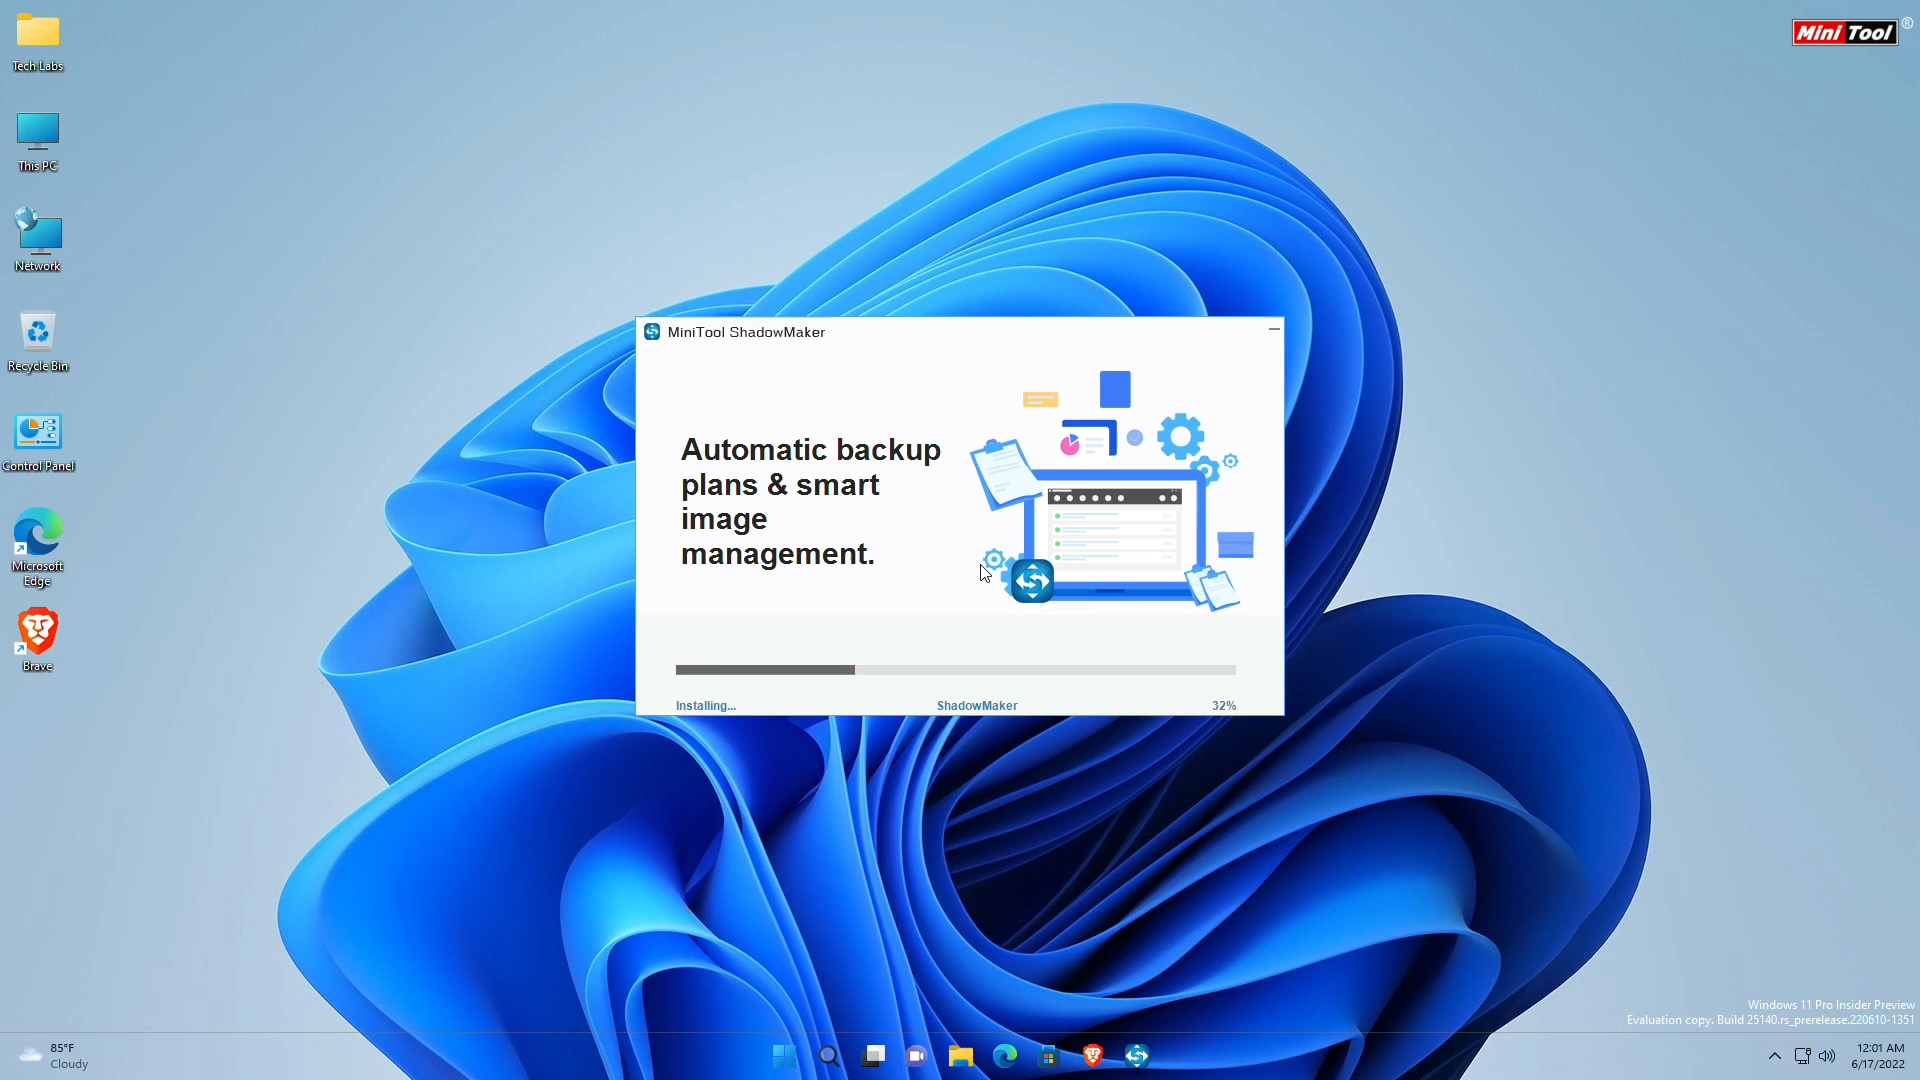 Tech Labs
This PC
Network
Recycle Bin
Control Panel
Microsoft
Edge
Brave
Mini Tool ®
MiniTool ShadowMaker
Automatic backup
plans & smart
image
management.
Installing...
ShadowMaker
32%
Windows 11 Pro Insider Preview
Evaluation copy. Build 25140.rs_prerelease.220610-1351
85°F
Cloudy
12:01 AM
6/17/2022